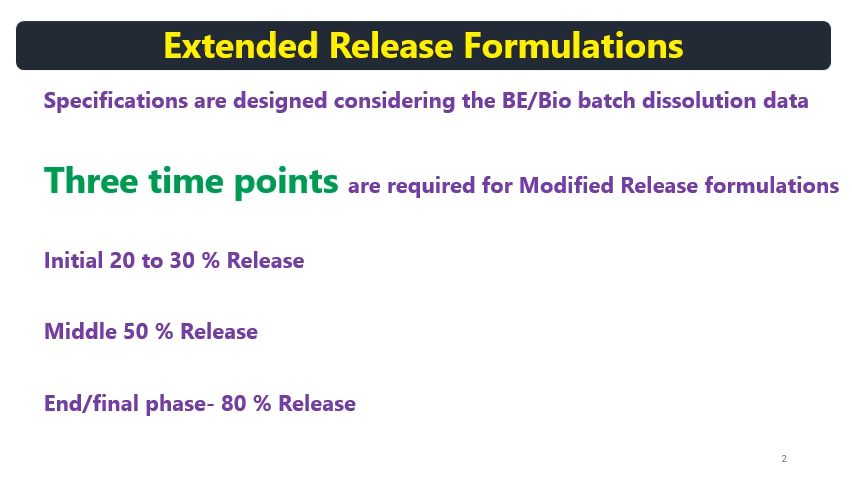 Extended Release Formulations
Specifications are designed considering the BE/Bio batch dissolution data
Three time points are required for Modified Release formulations
Initial 20 to 30 % Release
Middle 50 % Release
End/final phase- 80 % Release
2